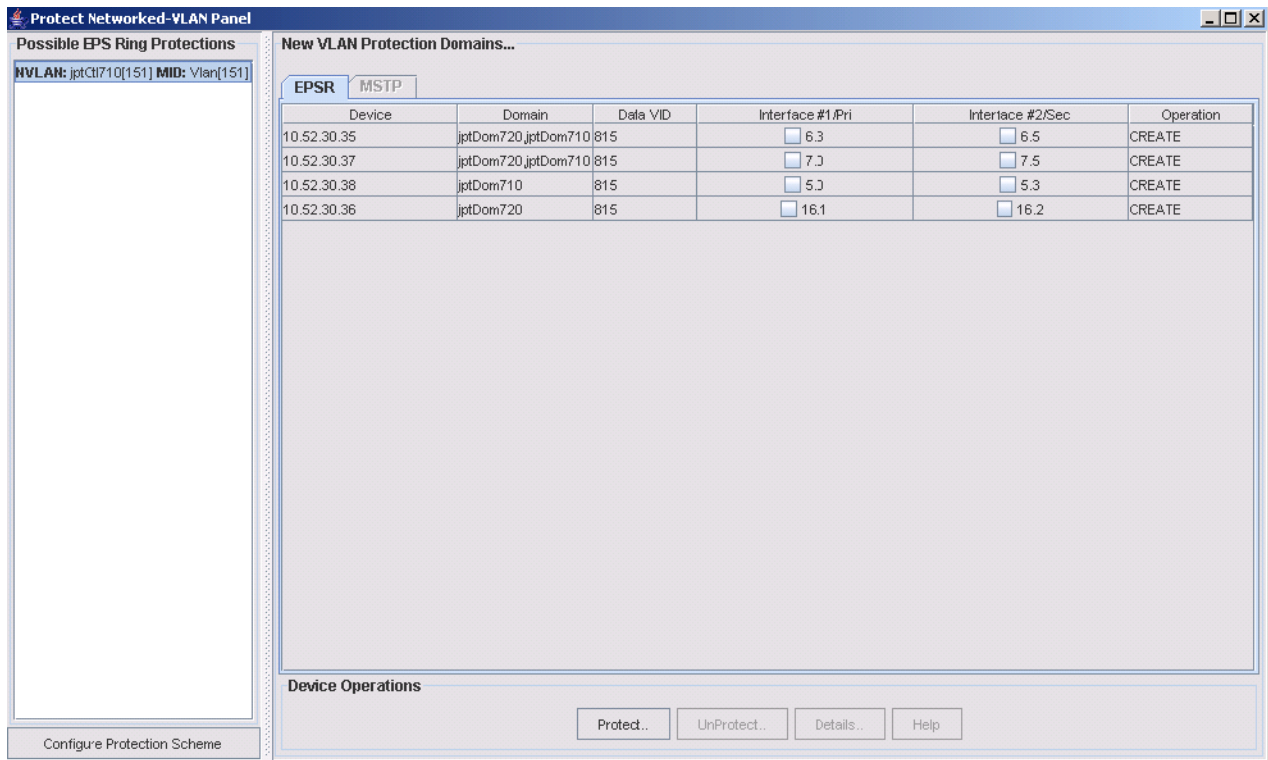 Protect Networked-VLAN Panel
Possible EPS Ring Protections
NVLAN: jptCtl710[151] MID: Vlan[151]
Configure Protection Scheme
New VLAN Protection Domains...
EPSR MSTP
Device Domain Data VID Interface #1/Pri Interface #2/Sec Operation
10.52.30.35 jptDom720,jptDom710 815 6.3 6.5 CREATE
10.52.30.37 jptDom720,jptDom710 815 7.5 CREATE
10.52.30.38 jptDom710 815 5.3 CREATE
10.52.30.36 jptDom720 815 16.1 16.2 CREATE
Device Operations
Protect.. UnProtect.. Details.. Help